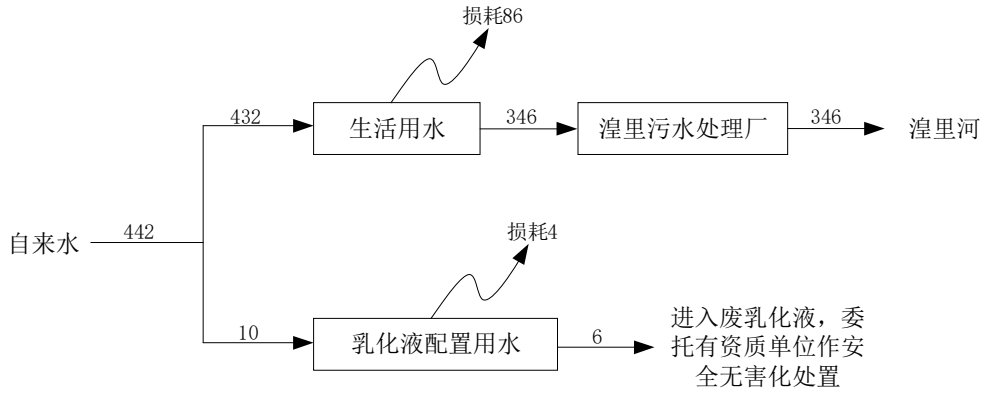 损耗86
432
生活用水
346
湟里污水处理厂
346
湟里河
自来水
442
损耗4
10
乳化液配置用水
6
进入废乳化液，委
托有资质单位作安
全无害化处置